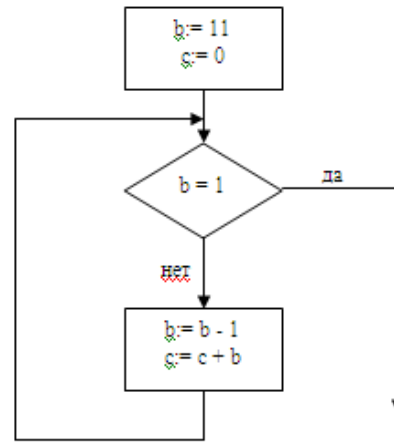 b:= 11
c:= 0
b = 1
да
нет
b:= b - 1
c:= c + b